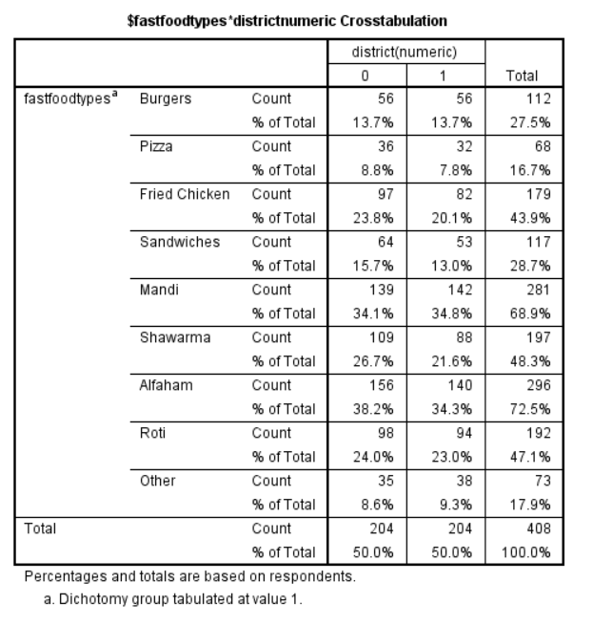 $fastfoodtypes*districtnumeric Crosstabulation
district(numeric)
0 1 Total
fastfoodtypesa Burgers Count 56 56 112
% of Total 13.7% 13.7% 27.5%
Pizza Count 36 32 68
% of Total 8.8% 7.8% 16.7%
Fried Chicken Count 97 82 179
% of Total 23.8% 20.1% 43.9%
Sandwiches Count 64 53 117
% of Total 15.7% 13.0% 28.7%
Mandi Count 139 142 281
% of Total 34.1% 34.8% 68.9%
Shawarma Count 109 88 197
% of Total 26.7% 21.6% 48.3%
Alfaham Count 156 140 296
% of Total 38.2% 34.3% 72.5%
Roti Count 98 94 192
% of Total 24.0% 23.0% 47.1%
Other Count 35 38 73
% of Total 8.6% 9.3% 17.9%
Total Count 204 204 408
% of Total 50.0% 50.0% 100.0%
Percentages and totals are based on respondents.
a. Dichotomy group tabulated at value 1.